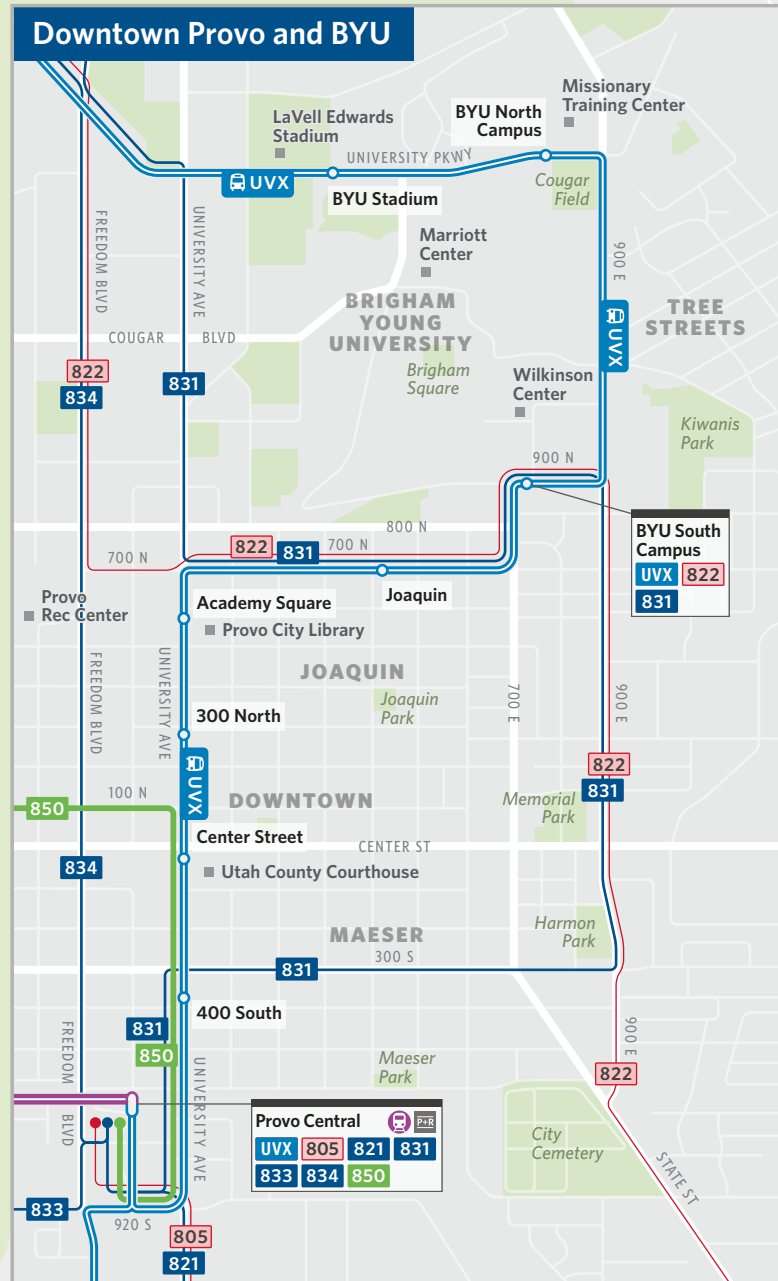 Downtown Provo and BYU
Missionary
Training Center
BYU North
Campus
LaVell Edwards
Stadium
UNIVERSITY PKWY
UVX
BYU Stadium
Cougar
Field
FREEDOM BLVD
UNIVERSITY AVE
Marriott
Center
900 E
BRIGHAM
YOUNG
UNIVERSITY
TREE
STREETS
UVX
COUGAR BLVD
822
834
831
Brigham
Square
Wilkinson
Center
Kiwanis
Park
900 N
800 N
BYU South
Campus
UVX 822
831
822 831 700 N
700 N
Joaquin
Provo
Rec Center
Academy Square
Provo City Library
FREEDOM BLVD
UNIVERSITY AVE
JOAQUIN
Joaquin
Park
700 E
900 E
300 North
UVX
822
831
100 N
850
DOWNTOWN
Memorial
Park
Center Street
CENTER ST
834
Utah County Courthouse
Harmon
Park
MAESER
300 S
831
400 South
831
850
FREEDOM BLVD
UNIVERSITY AVE
900 E
Maeser
Park
822
Provo Central P+R
UVX 805 821 831
833 834 850
City
Cemetery
STATE ST
833
920 S
805
821